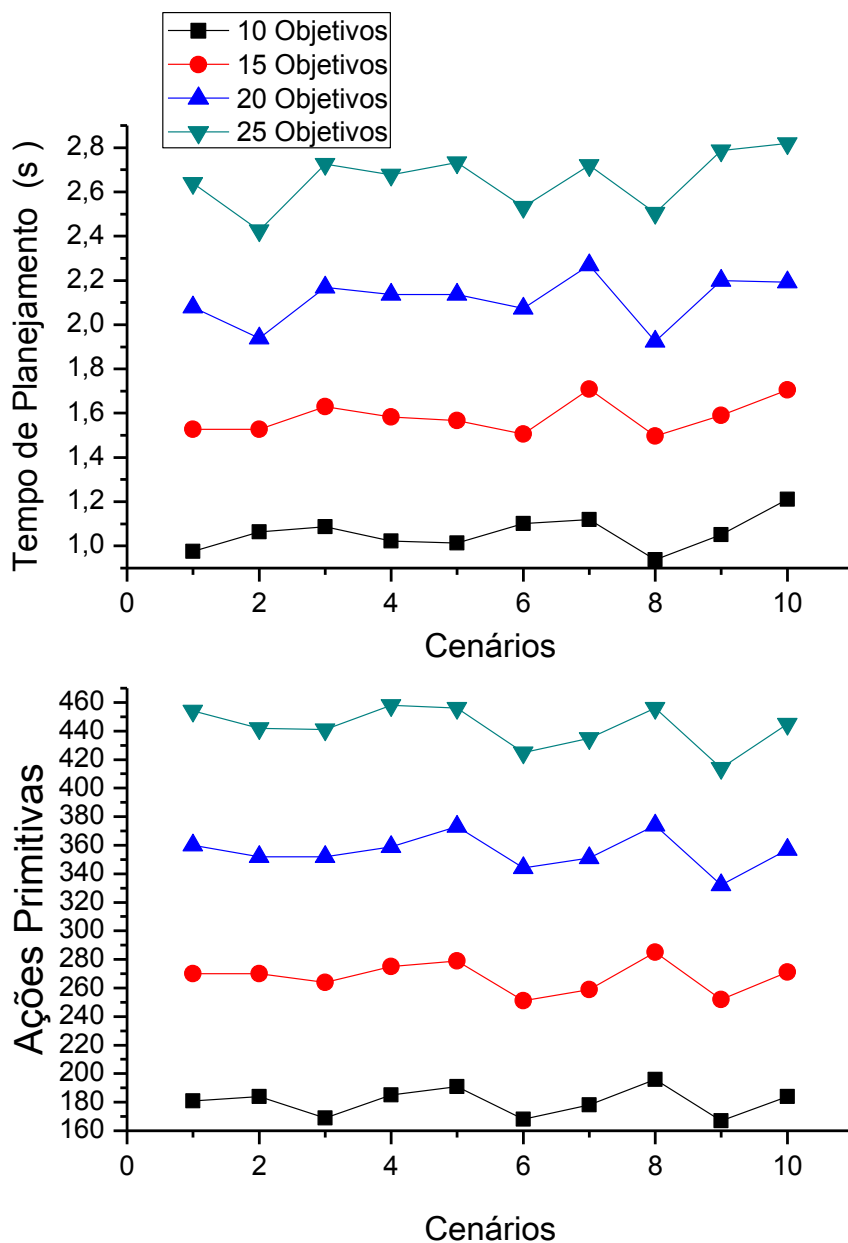 10 Objetivos
15 Objetivos
20 Objetivos
25 Objetivos
Tempo de Planejamento (s)
2,8
2,6
2,4
2,2
2,0
1,8
1,6
1,4
1,2
1,0
0 2 4 6 8 10
Cenários
Ações Primitivas
460
440
420
400
380
360
340
320
300
280
260
240
220
200
180
160
0 2 4 6 8 10
Cenários